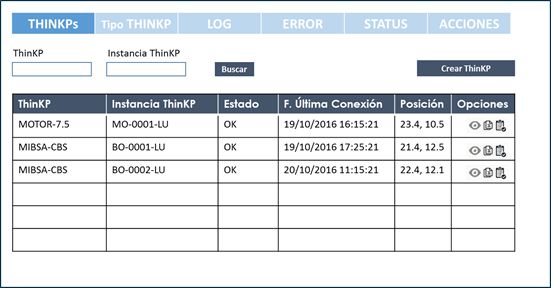 THINKPs Tipo THINKP LOG ERROR STATUS ACCIONES
ThinKP Instancia ThinKP
Buscar Crear ThinKP
ThinKP Instancia ThinKP Estado F. Última Conexión Posición Opciones
MOTOR-7.5 MO-0001-LU OK 19/10/2016 16:15:21 23.4, 10.5
MIBSA-CBS BO-0001-LU OK 19/10/2016 17:25:21 21.4, 12.5
MIBSA-CBS BO-0002-LU OK 20/10/2016 11:15:21 22.4, 12.1